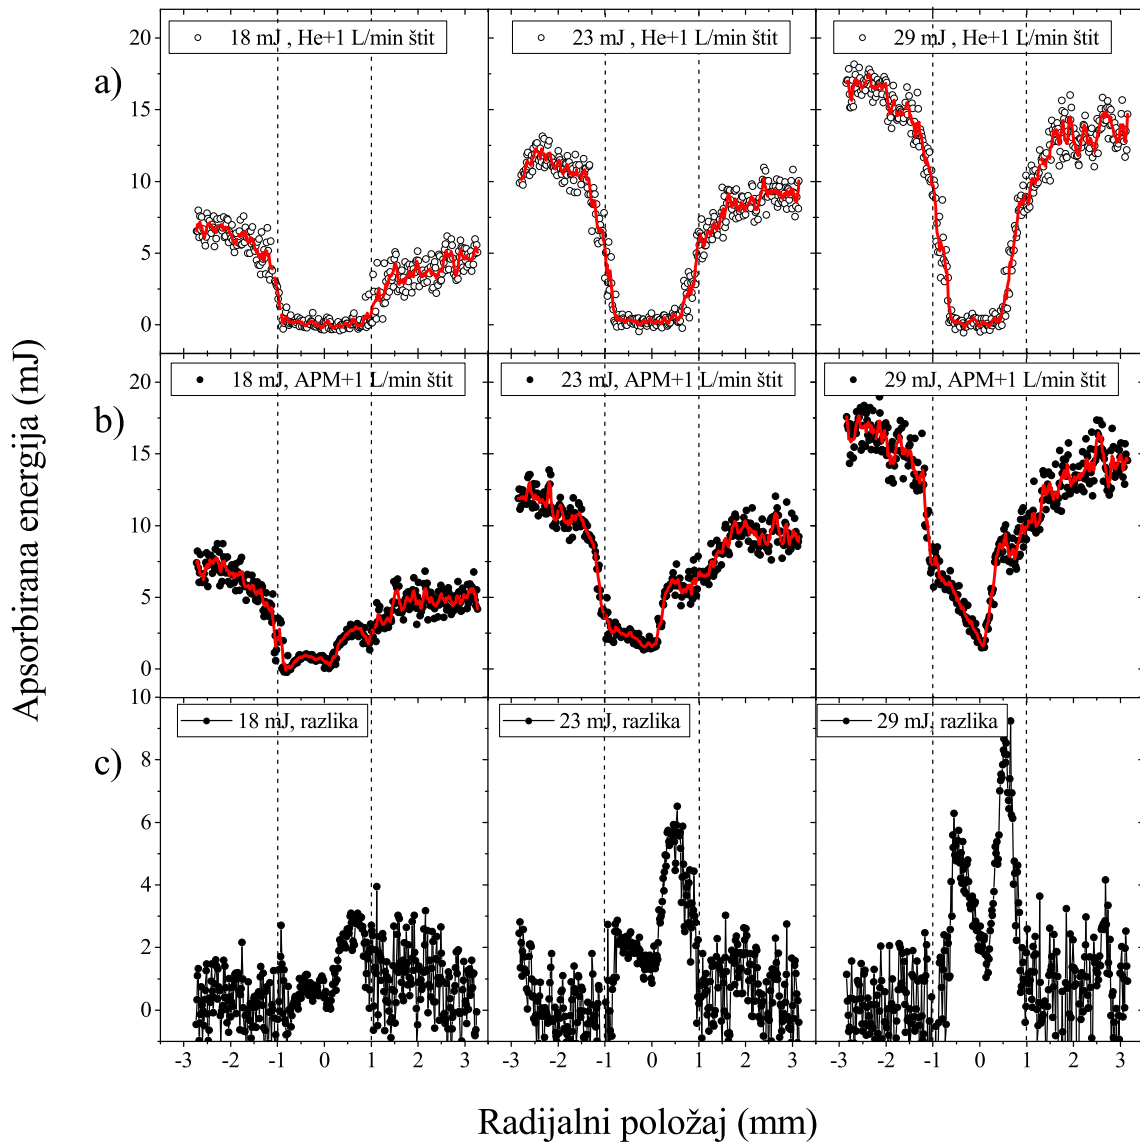 18 mJ , He+1 L/min štit
23 mJ , He+1 L/min štit
29 mJ , He+1 L/min štit
a)
20
15
10
5
0
18 mJ, APM+1 L/min štit
23 mJ, APM+1 L/min štit
29 mJ, APM+1 L/min štit
b)
20
15
10
5
0
Apsorbirana energija (mJ)
18 mJ, razlika
23 mJ, razlika
29 mJ, razlika
c)
10
8
6
4
2
0
-3 -2 -1 0 1 2 3 -3 -2 -1 0 1 2 3 -3 -2 -1 0 1 2 3
Radijalni položaj (mm)